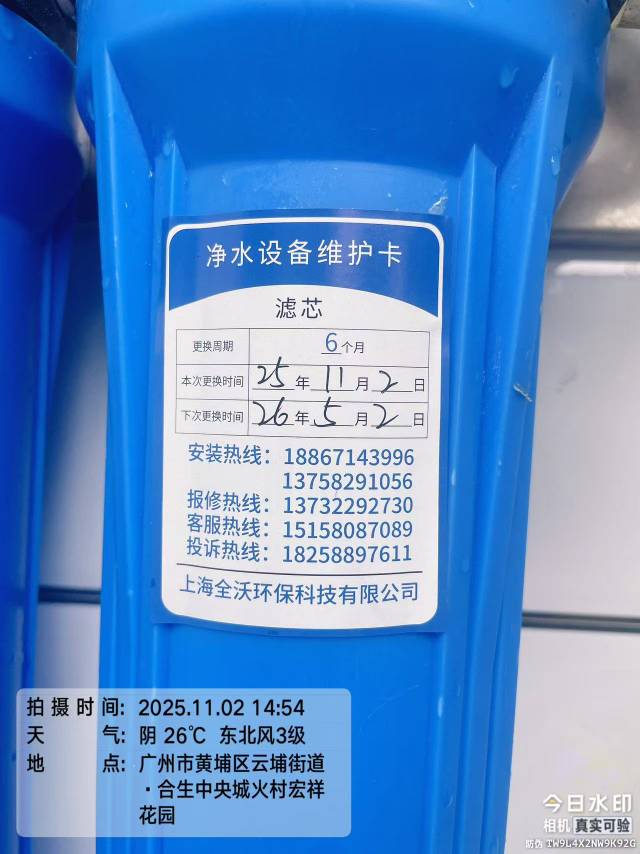 净水设备维护卡
滤芯
更换周期 6个月
本次更换时间 25年11月2日
下次更换时间 26年5月2日
安装热线：18867143996
13758291056
报修热线：13732292730
客服热线：15158087089
投诉热线：18258897611
上海全沃环保科技有限公司
拍摄时间：2025.11.02 14:54
天气：阴 26℃ 东北风3级
地点：广州市黄埔区云埔街道
·合生中央城火村宏祥
花园
今日水印
相机 真实可验
防伪 TW9L4X2NW9K92G